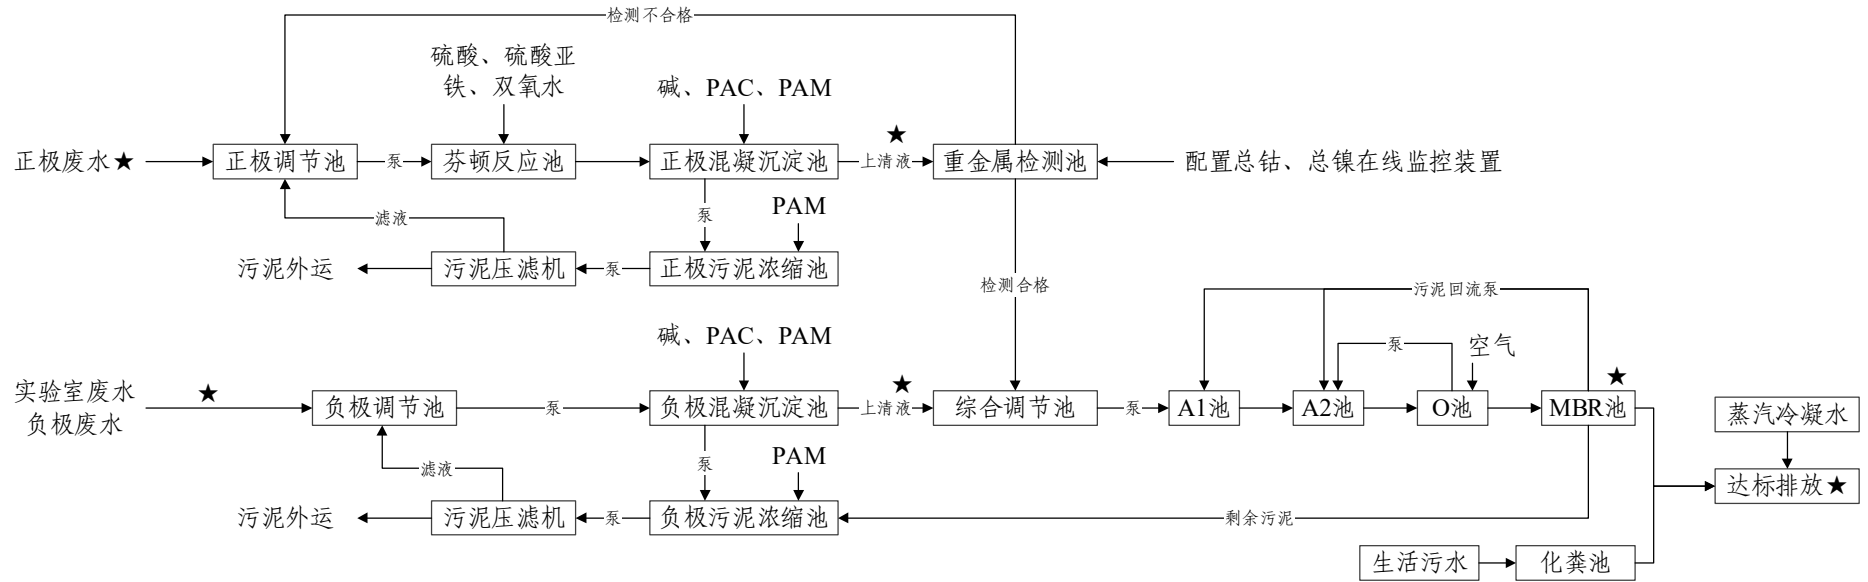 检测不合格
硫酸、硫酸亚
铁、双氧水
碱、PAC、PAM
★
正极废水★
正极调节池
泵
芬顿反应池
正极混凝沉淀池
上清液
重金属检测池
配置总钴、总镍在线监控装置
滤液
泵
PAM
污泥外运
污泥压滤机
泵
正极污泥浓缩池
检测合格
污泥回流泵
碱、PAC、PAM
泵
空气
实验室废水
负极废水
★
负极调节池
泵
负极混凝沉淀池
★
上清液
综合调节池
泵
A1池
A2池
O池
★
MBR池
蒸汽冷凝水
滤液
泵
PAM
达标排放★
污泥外运
污泥压滤机
泵
负极污泥浓缩池
剩余污泥
生活污水
化粪池